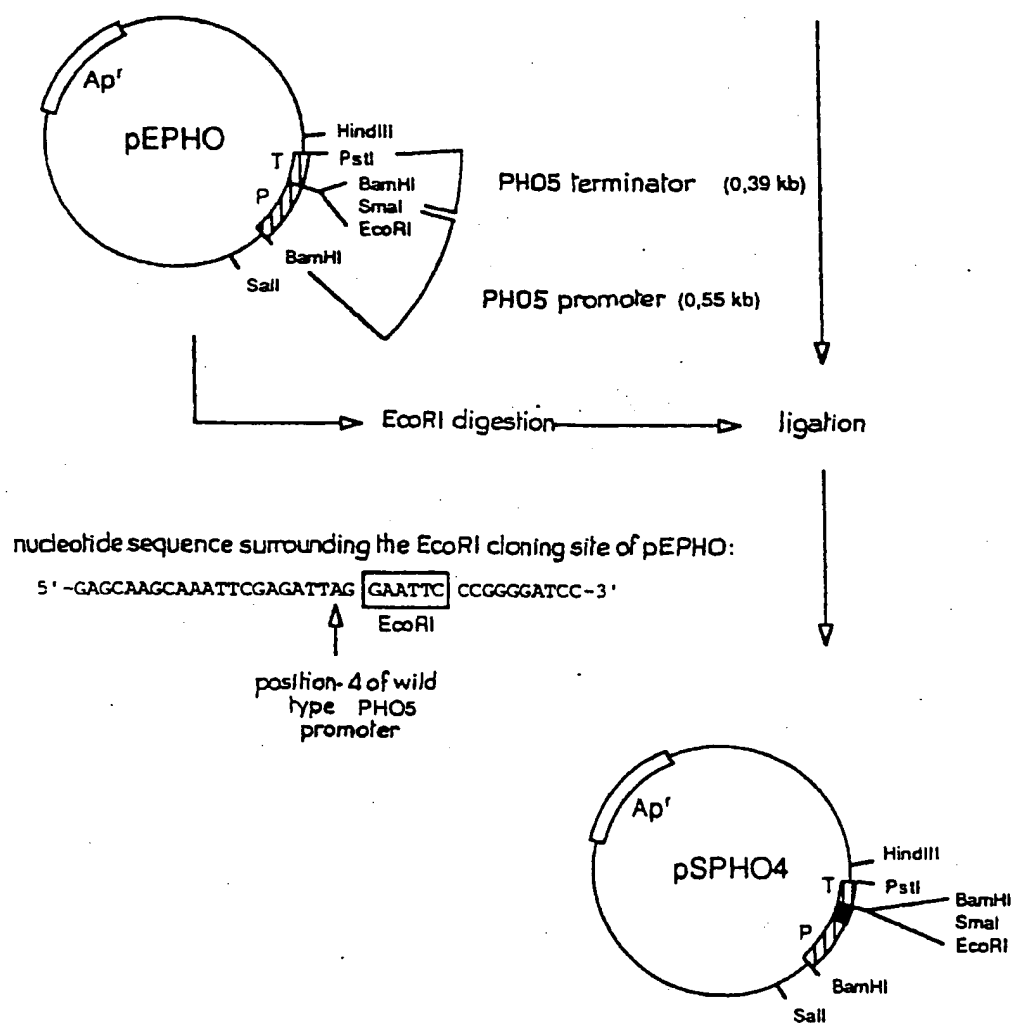 Apʳ
pEPHO
HindIII
T
PstI
BamHI
P
SmaI
EcoRI
BamHI
SalI
PHO5 terminator (0,39 kb)
PHO5 promoter (0,55 kb)
EcoRI digestion
ligation
nucleotide sequence surrounding the EcoRI cloning site of pEPHO:
5'-GAGCAAGCAAATTCGAGATTAG GAATTC CCGGGGATCC-3'
EcoRI
position-4 of wild
type PHO5
promoter
Apʳ
pSPHO4
HindIII
T
PstI
BamHI
SmaI
P
EcoRI
BamHI
SalI